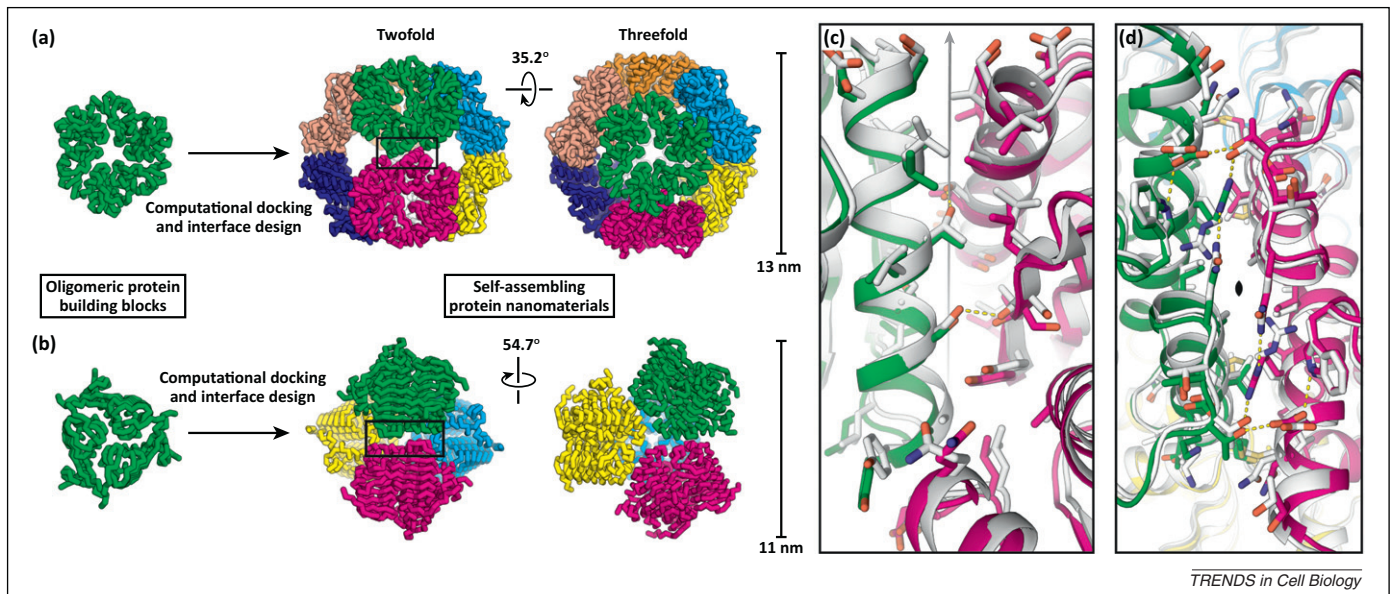 (a)
Twofold
35.2°
Threefold
Computational docking
and interface design
13 nm
Oligomeric protein
building blocks
Self-assembling
protein nanomaterials
(b)
54.7°
Computational docking
and interface design
11 nm
(c)
(d)
TRENDS in Cell Biology